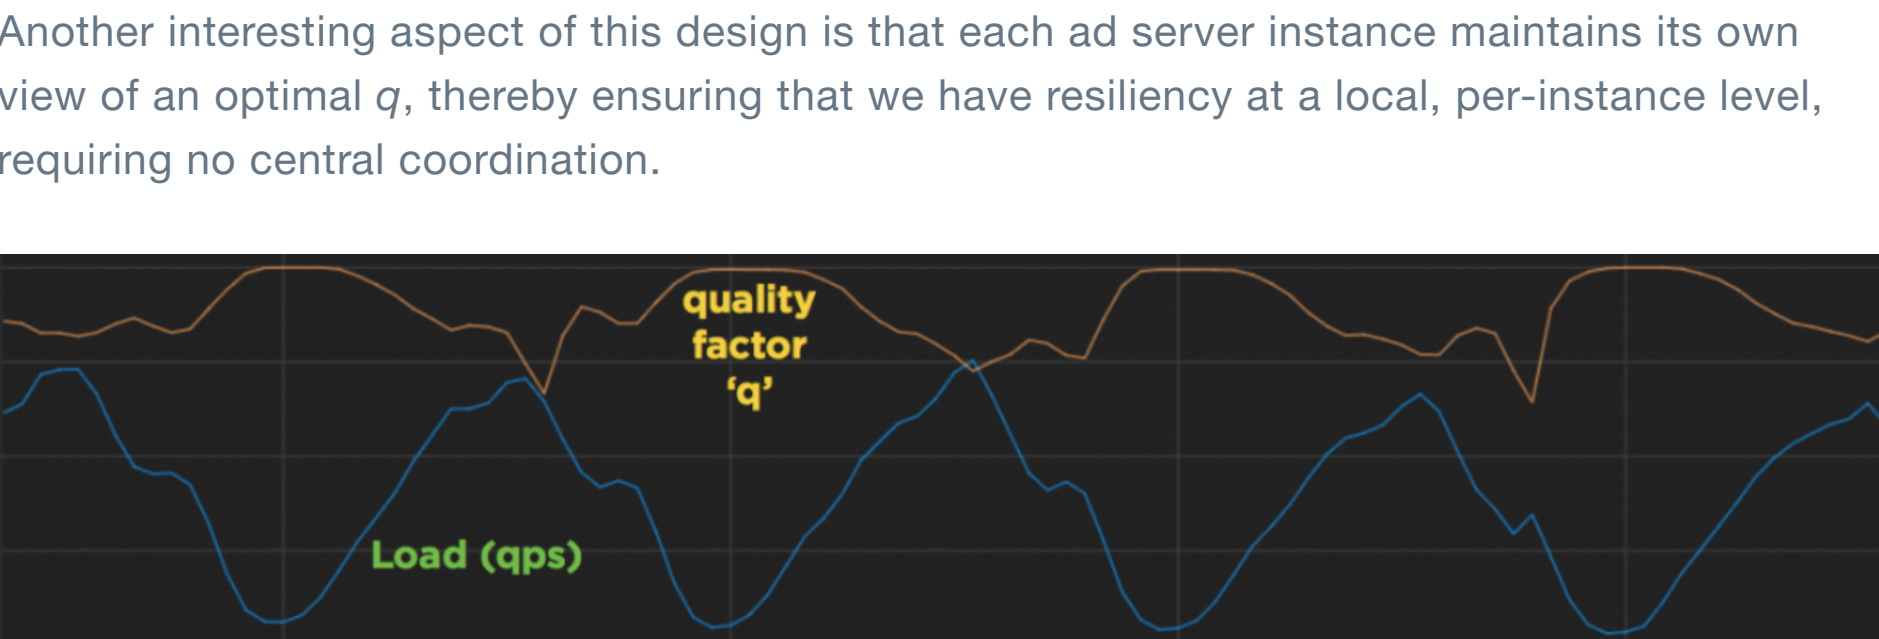 Another interesting aspect of this design is that each ad server instance maintains its own
view of an optimal q, thereby ensuring that we have resiliency at a local, per-instance level,
requiring no central coordination.
quality
factor
‘q’
Load (qps)